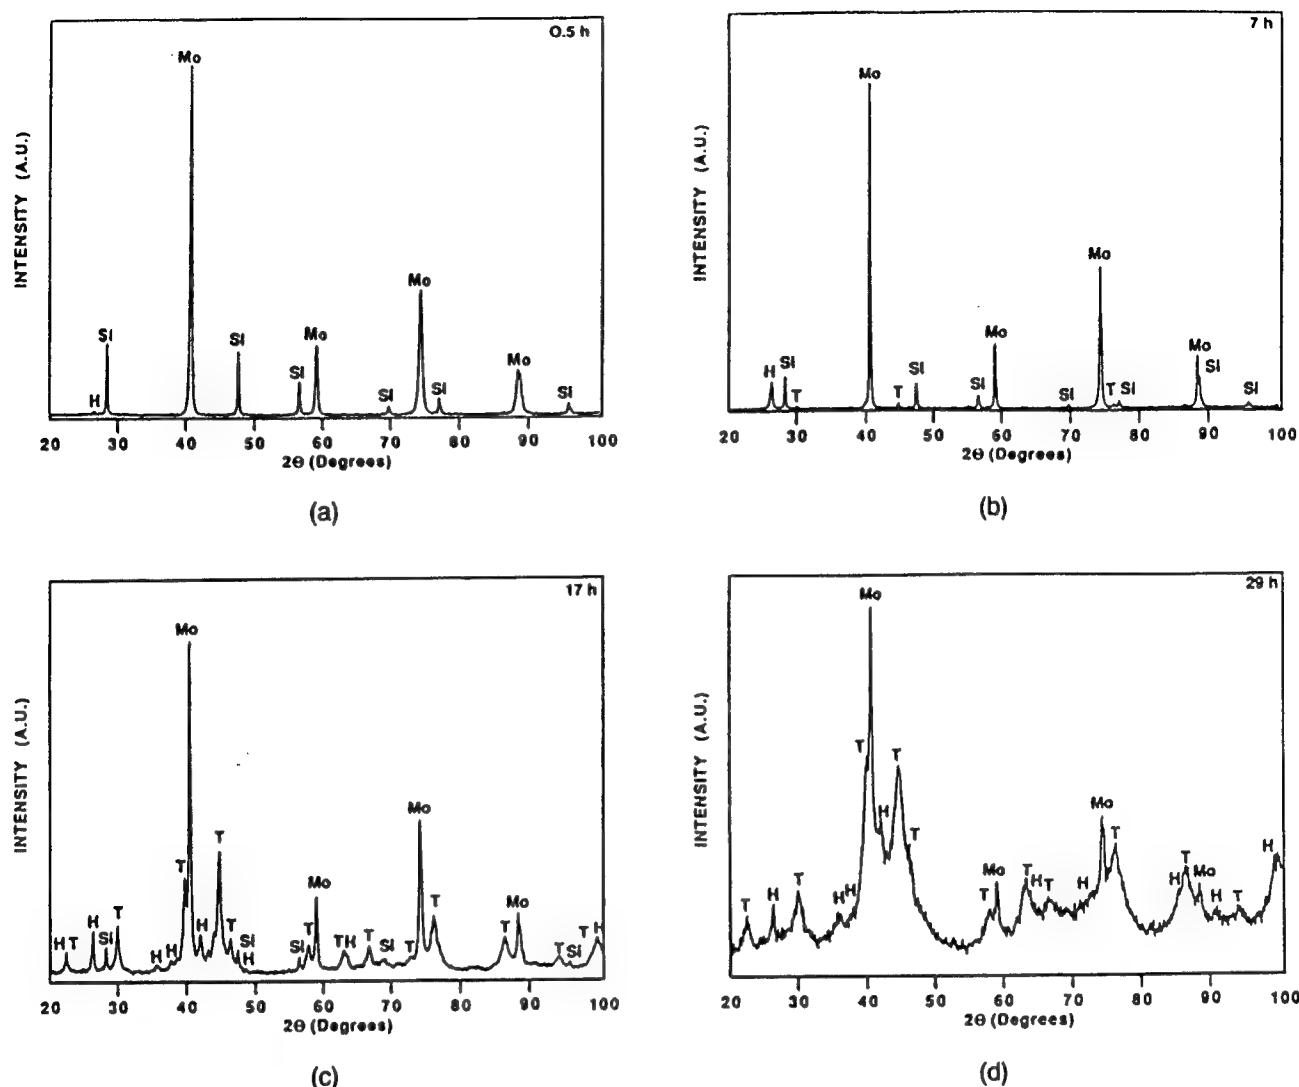 0.5 h
INTENSITY (A.U.)
Mo
Mo
Si
Si
Mo
Mo
Si
H
Si
Si
Si
20 30 40 50 60 70 80 90 100
2Θ (Degrees)
(a)
7 h
INTENSITY (A.U.)
Mo
Mo
Mo
Mo
H
Si
T
T
Si
Si
Si
T
Si
Si
Si
20 30 40 50 60 70 80 90 100
2Θ (Degrees)
(b)
17 h
INTENSITY (A.U.)
Mo
Mo
T
T
Mo
Mo
H
T
H
Si
T
H
H
H
T
Si
H
Si
T
T
H
T
Si
T
T
T
T
Si
T
H
20 30 40 50 60 70 80 90 100
2Θ (Degrees)
(c)
29 h
INTENSITY (A.U.)
Mo
T
T
H
T
Mo
T
T
H
T
H
H
T
Mo
T
H
T
H
H
T
Mo
H
T
H
20 30 40 50 60 70 80 90 100
2Θ (Degrees)
(d)